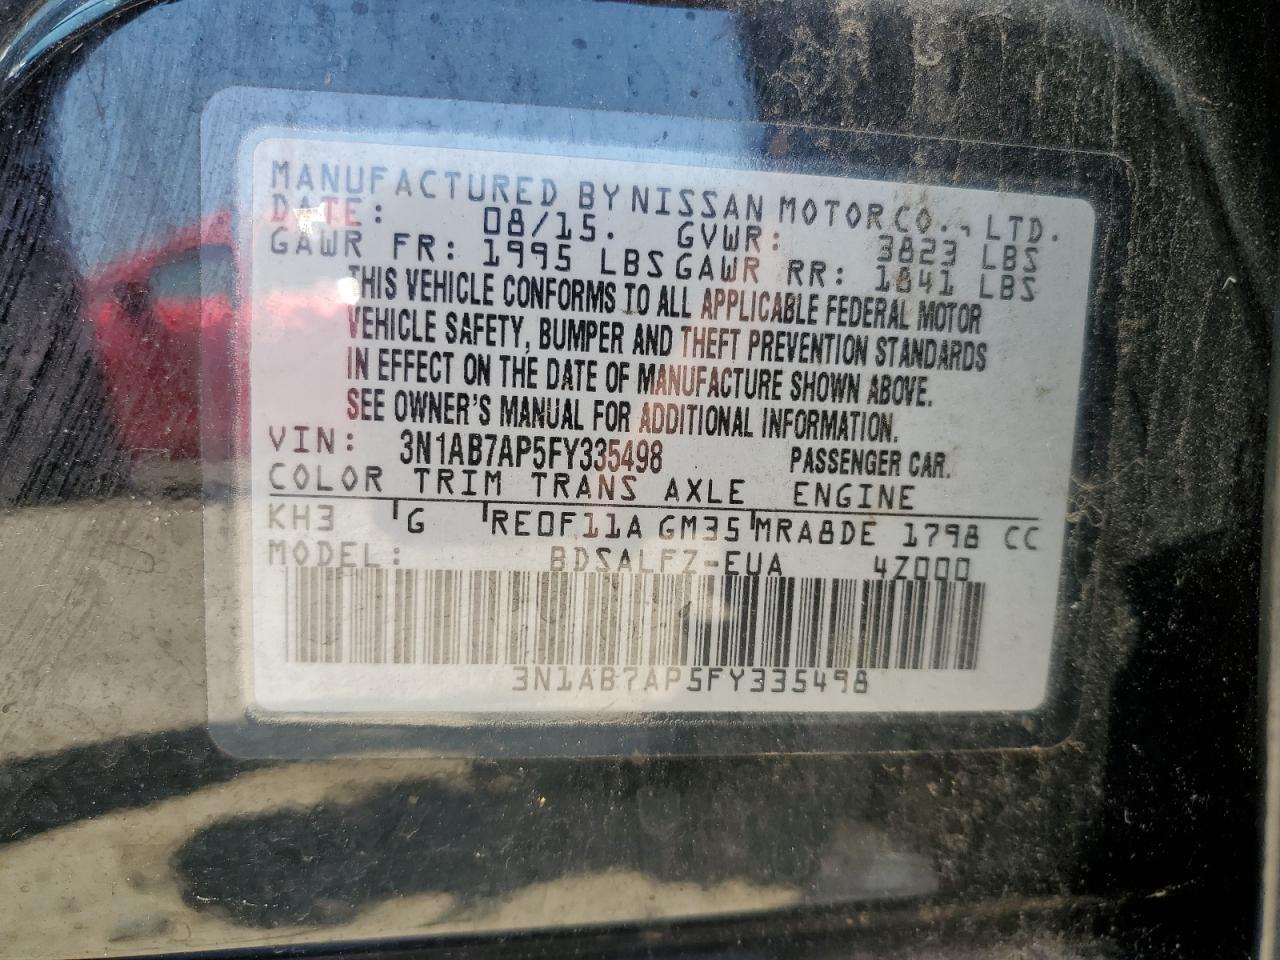 MANUFACTURED BY NISSAN MOTOR CO., LTD.
DATE: 08/15. GVWR: 3823 LBS
GAWR FR: 1995 LBS GAWR RR: 1841 LBS
THIS VEHICLE CONFORMS TO ALL APPLICABLE FEDERAL MOTOR
VEHICLE SAFETY, BUMPER AND THEFT PREVENTION STANDARDS
IN EFFECT ON THE DATE OF MANUFACTURE SHOWN ABOVE.
SEE OWNER'S MANUAL FOR ADDITIONAL INFORMATION.
VIN: 3N1AB7AP5FY335498 PASSENGER CAR.
COLOR TRIM TRANS AXLE ENGINE
KH3 G RE0F11A GM35 MRA8DE 1798 CC
MODEL: BDSALFZ-EUA 4Z000
3N1AB7AP5FY335498